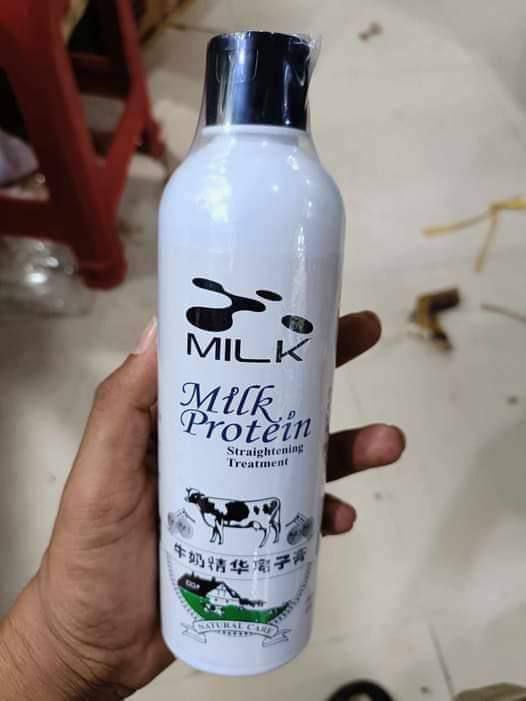 MILK
Milk
Protein
Straightening
Treatment
牛奶精华离子膏
NATURAL CARE